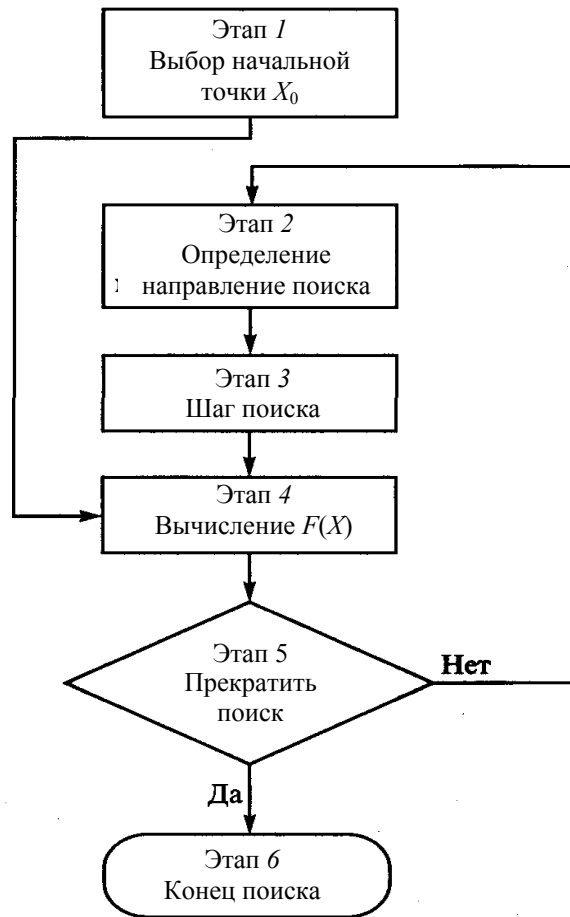 Этап 1
Выбор начальной
точки X₀
Этап 2
Определение
направление поиска
Этап 3
Шаг поиска
Этап 4
Вычисление F(X)
Этап 5
Прекратить
поиск
Нет
Да
Этап 6
Конец поиска